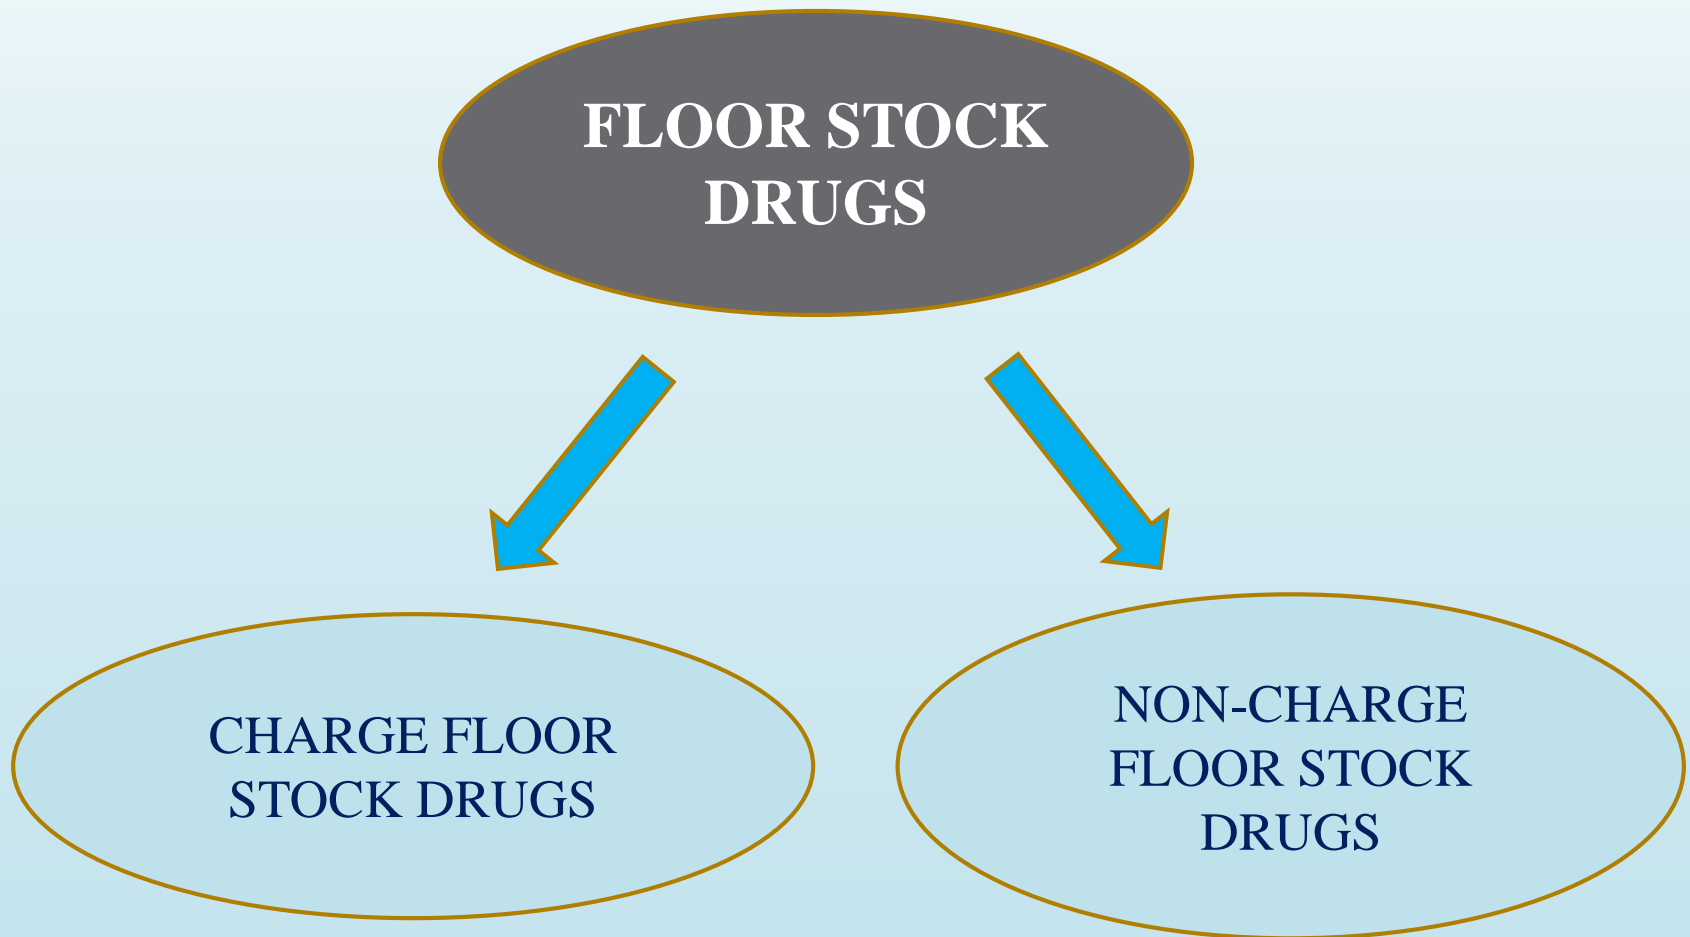 FLOOR STOCK
DRUGS
CHARGE FLOOR
STOCK DRUGS
NON-CHARGE
FLOOR STOCK
DRUGS